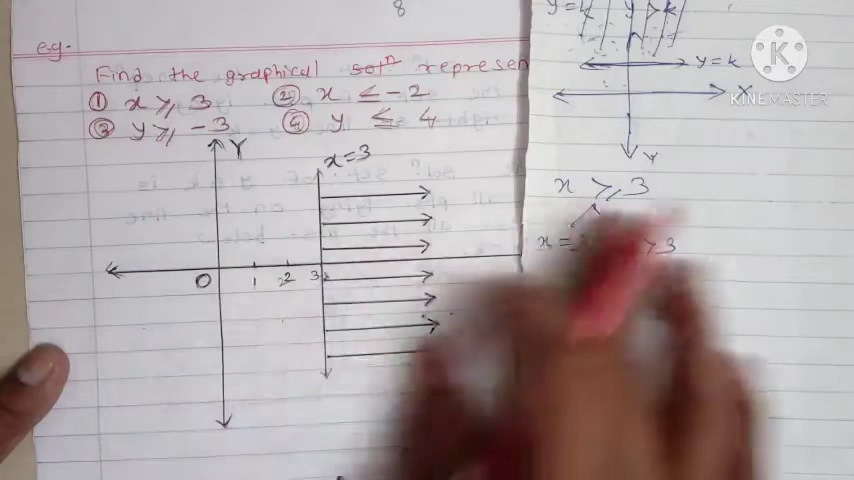 8
e.g.
Find the graphical solⁿ represen
① x ⩾ 3 ② x ≤ -2
③ y ⩾ -3 ④ y ≤ 4
Y
x=3
O 1 2 3
y > k
y = k
X
KINEMASTER
Y
x ⩾ 3
x = > 3